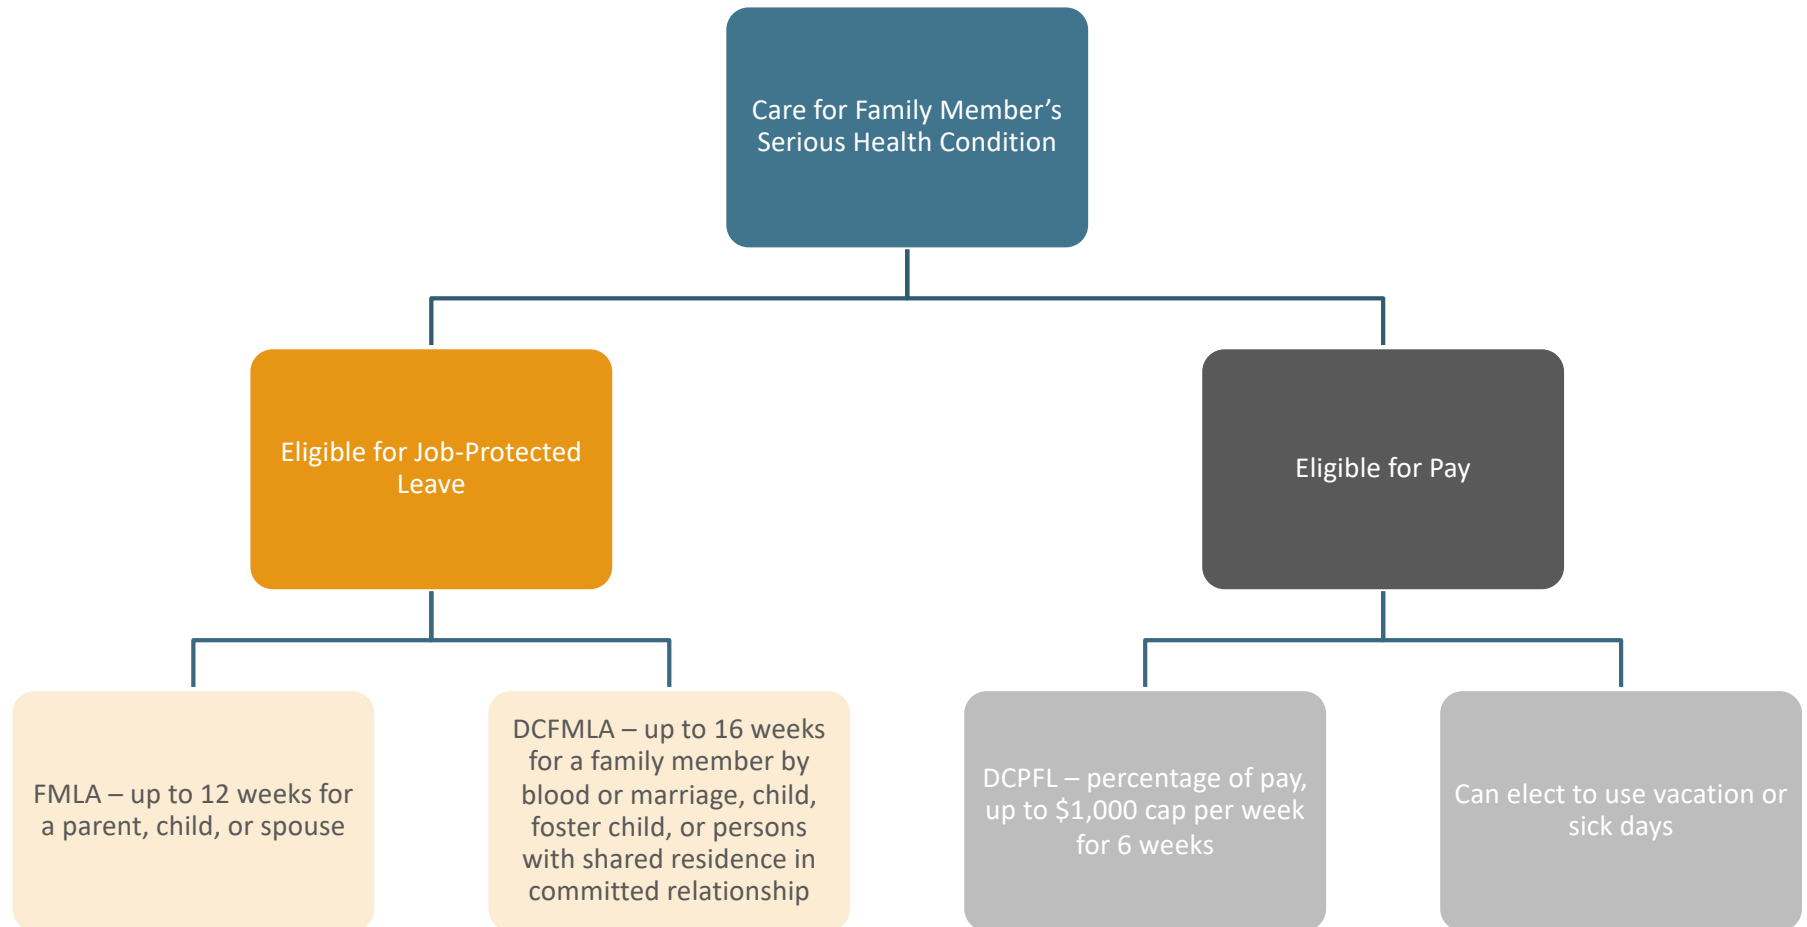 Care for Family Member’s
Serious Health Condition
Eligible for Job-Protected
Leave
Eligible for Pay
FMLA – up to 12 weeks for
a parent, child, or spouse
DCFMLA – up to 16 weeks
for a family member by
blood or marriage, child,
foster child, or persons
with shared residence in
committed relationship
DCPFL – percentage of pay,
up to $1,000 cap per week
for 6 weeks
Can elect to use vacation or
sick days